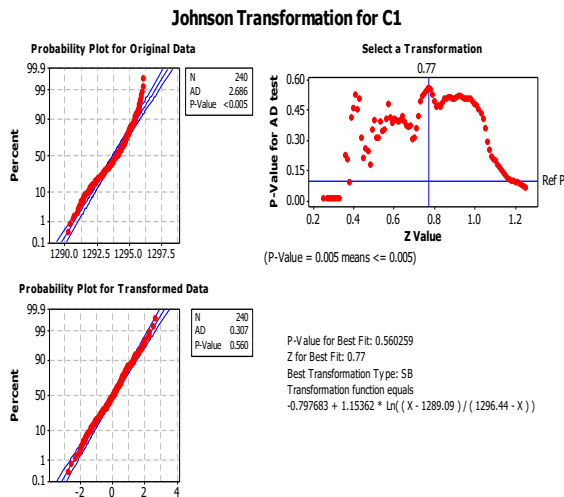 Johnson Transformation for C1
Probability Plot for Original Data
99.9
99
90
50
10
1
0.1
Percent
1290.0 1292.5 1295.0 1297.5
N 240
AD 2.686
P-Value <0.005
Select a Transformation
0.77
0.60
0.45
0.30
0.15
0.00
P-Value for AD test
Ref P
0.2 0.4 0.6 0.8 1.0 1.2
Z Value
(P-Value = 0.005 means <= 0.005)
Probability Plot for Transformed Data
99.9
99
90
50
10
1
0.1
Percent
-2 0 2 4
N 240
AD 0.307
P-Value 0.560
P-Value for Best Fit: 0.560259
Z for Best Fit: 0.77
Best Transformation Type: SB
Transformation function equals
-0.797683 + 1.15362 * Ln( ( X - 1289.09 ) / ( 1296.44 - X ) )